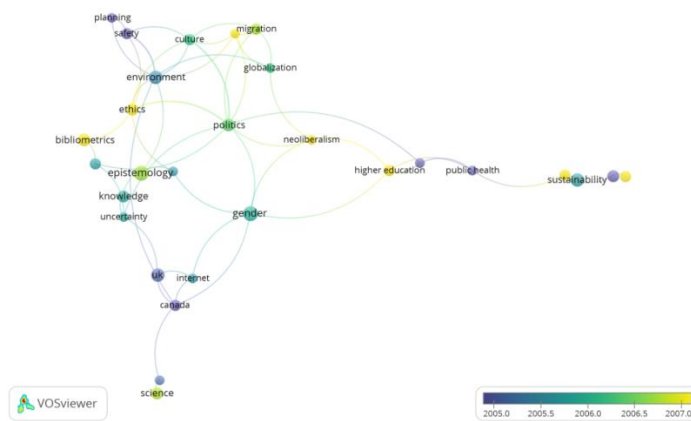 planning
safety
culture
migration
environment
globalization
ethics
politics
bibliometrics
neoliberalism
epistemology
higher education
public health
sustainability
knowledge
uncertainty
gender
uk
internet
canada
science
VOSviewer
2005.0 2005.5 2006.0 2006.5 2007.0